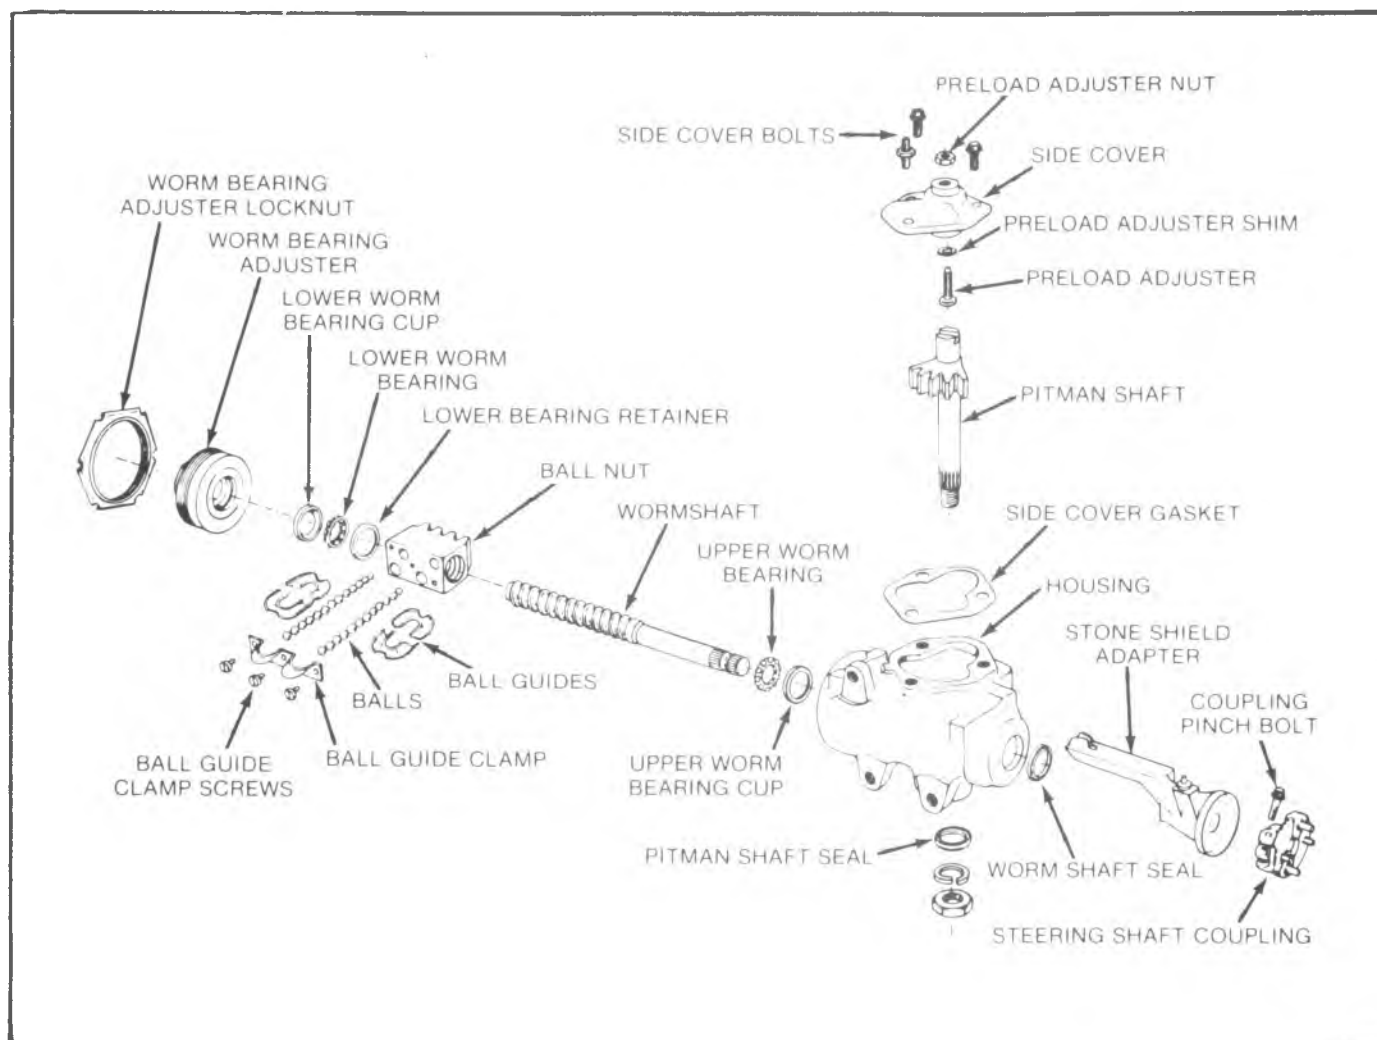 PRELOAD ADJUSTER NUT
SIDE COVER BOLTS
SIDE COVER
WORM BEARING
ADJUSTER LOCKNUT
PRELOAD ADJUSTER SHIM
WORM BEARING
ADJUSTER
PRELOAD ADJUSTER
LOWER WORM
BEARING CUP
LOWER WORM
BEARING
PITMAN SHAFT
LOWER BEARING RETAINER
BALL NUT
WORMSHAFT
SIDE COVER GASKET
UPPER WORM
BEARING
HOUSING
STONE SHIELD
ADAPTER
BALL GUIDES
BALLS
COUPLING
PINCH BOLT
BALL GUIDE CLAMP
BALL GUIDE
CLAMP SCREWS
UPPER WORM
BEARING CUP
PITMAN SHAFT SEAL
WORM SHAFT SEAL
STEERING SHAFT COUPLING